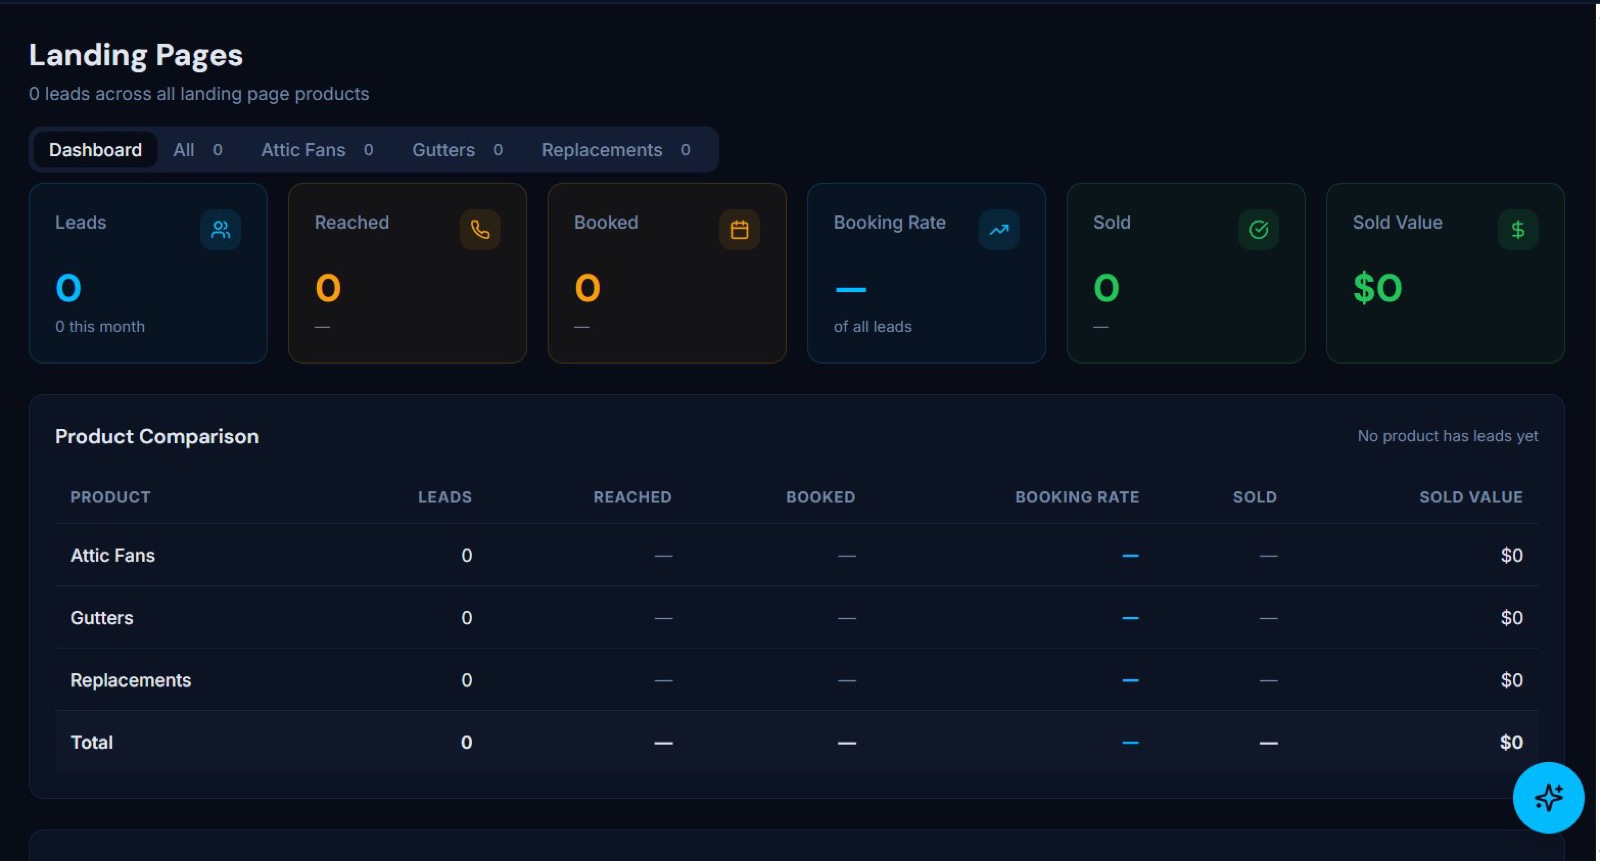 Landing Pages
0 leads across all landing page products
Dashboard All 0 Attic Fans 0 Gutters 0 Replacements 0
Leads Reached Booked Booking Rate Sold Sold Value
0 0 0 — 0 $0
0 this month — — of all leads —
Product Comparison No product has leads yet
PRODUCT LEADS REACHED BOOKED BOOKING RATE SOLD SOLD VALUE
Attic Fans 0 — — — — $0
Gutters 0 — — — — $0
Replacements 0 — — — — $0
Total 0 — — — — $0